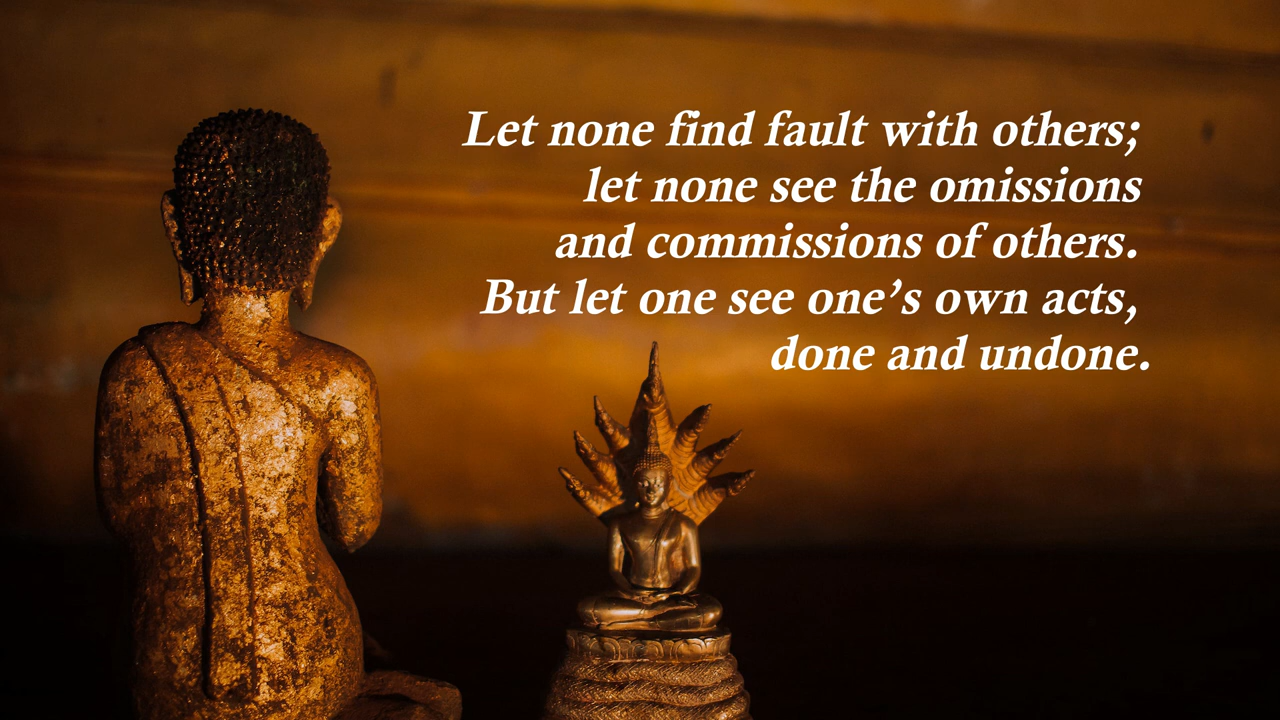 Let none find fault with others;
let none see the omissions
and commissions of others.
But let one see one’s own acts,
done and undone.